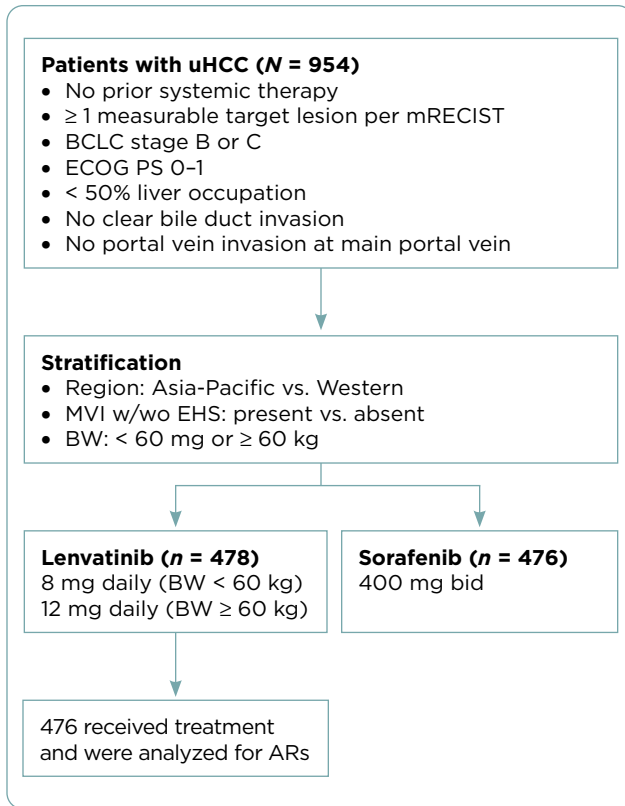 Patients with uHCC (N = 954)
• No prior systemic therapy
• ≥ 1 measurable target lesion per mRECIST
• BCLC stage B or C
• ECOG PS 0–1
• < 50% liver occupation
• No clear bile duct invasion
• No portal vein invasion at main portal vein
Stratification
• Region: Asia-Pacific vs. Western
• MVI w/wo EHS: present vs. absent
• BW: < 60 mg or ≥ 60 kg
Lenvatinib (n = 478)
8 mg daily (BW < 60 kg)
12 mg daily (BW ≥ 60 kg)
Sorafenib (n = 476)
400 mg bid
476 received treatment
and were analyzed for ARs